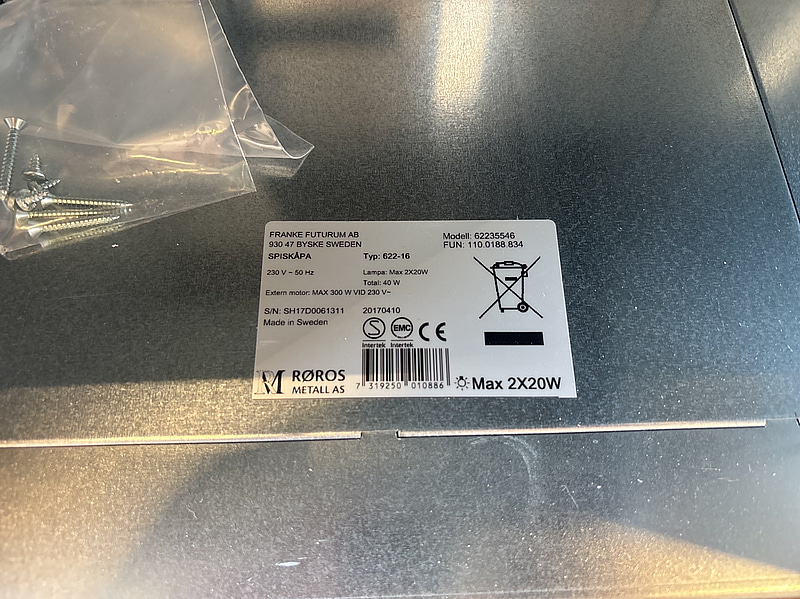 FRANKE FUTURUM AB
930 47 BYSKE SWEDEN
SPISKÅPA
Typ: 622-16
Modell: 62235546
FUN: 110.0188.834
230 V ~ 50 Hz
Lampa: Max 2X20W
Total: 40 W
Extern motor: MAX 300 W VID 230 V~
S/N: SH17D0061311
20170410
Made in Sweden
S
Intertek
EMC
Intertek
CE
RM RØROS
METALL AS
7 319250 010886
Max 2X20W